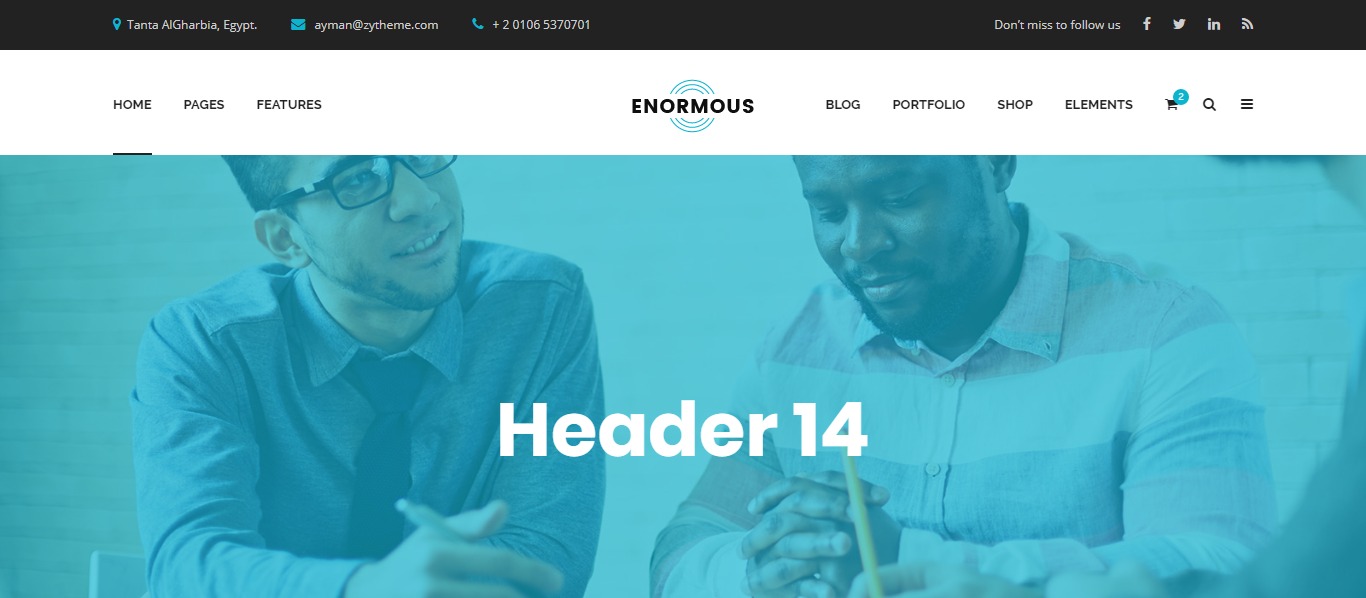 Tanta AlGharbia, Egypt. ayman@zytheme.com + 2 0106 5370701 Don't miss to follow us
HOME PAGES FEATURES ENORMOUS BLOG PORTFOLIO SHOP ELEMENTS 2
Header 14